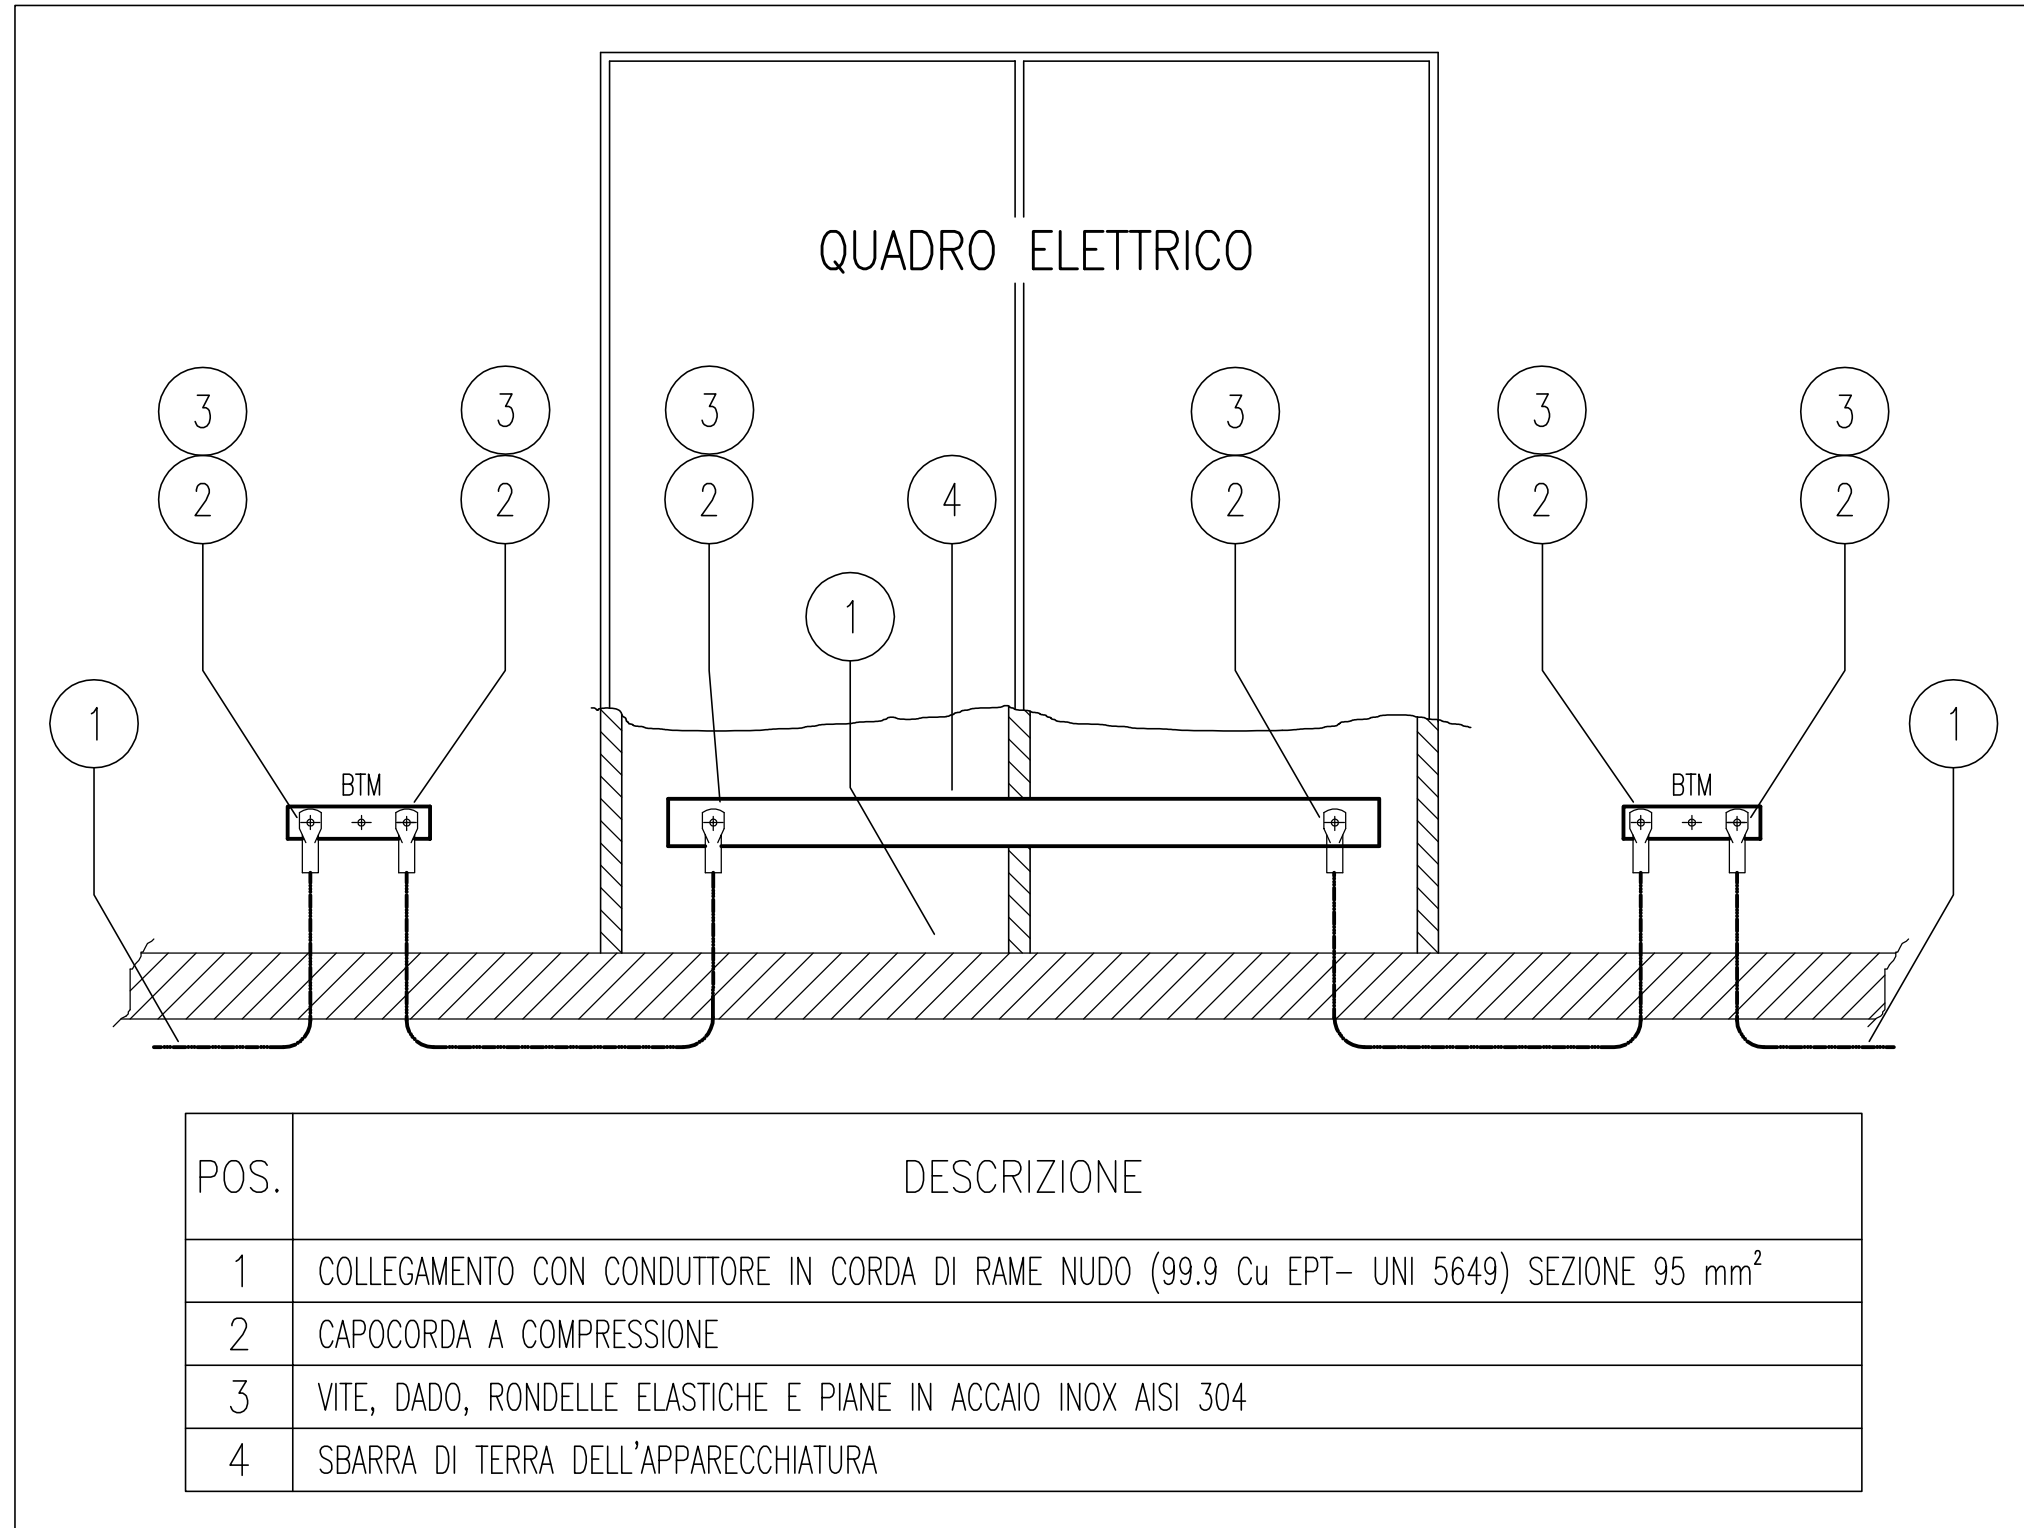 QUADRO ELETTRICO
3 3 3 3 3 3
2 2 2 4 2 2 2
1
1 1
BTM BTM
POS. DESCRIZIONE
1 COLLEGAMENTO CON CONDUTTORE IN CORDA DI RAME NUDO (99.9 Cu EPT- UNI 5649) SEZIONE 95 mm²
2 CAPOCORDA A COMPRESSIONE
3 VITE, DADO, RONDELLE ELASTICHE E PIANE IN ACCAIO INOX AISI 304
4 SBARRA DI TERRA DELL'APPARECCHIATURA